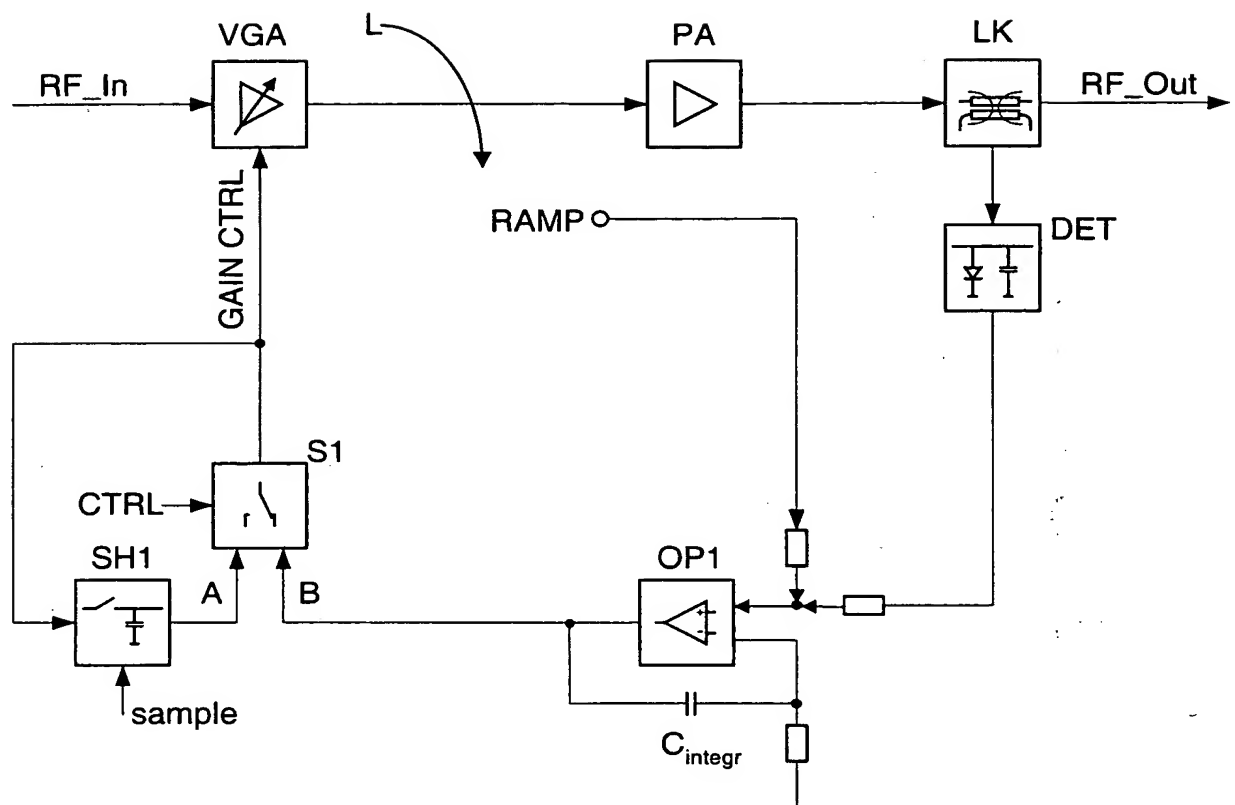 VGA
L
PA
LK
RF_In
RF_Out
GAIN CTRL
RAMP
DET
S1
CTRL
SH1
A
B
OP1
+
-
sample
Cintegr